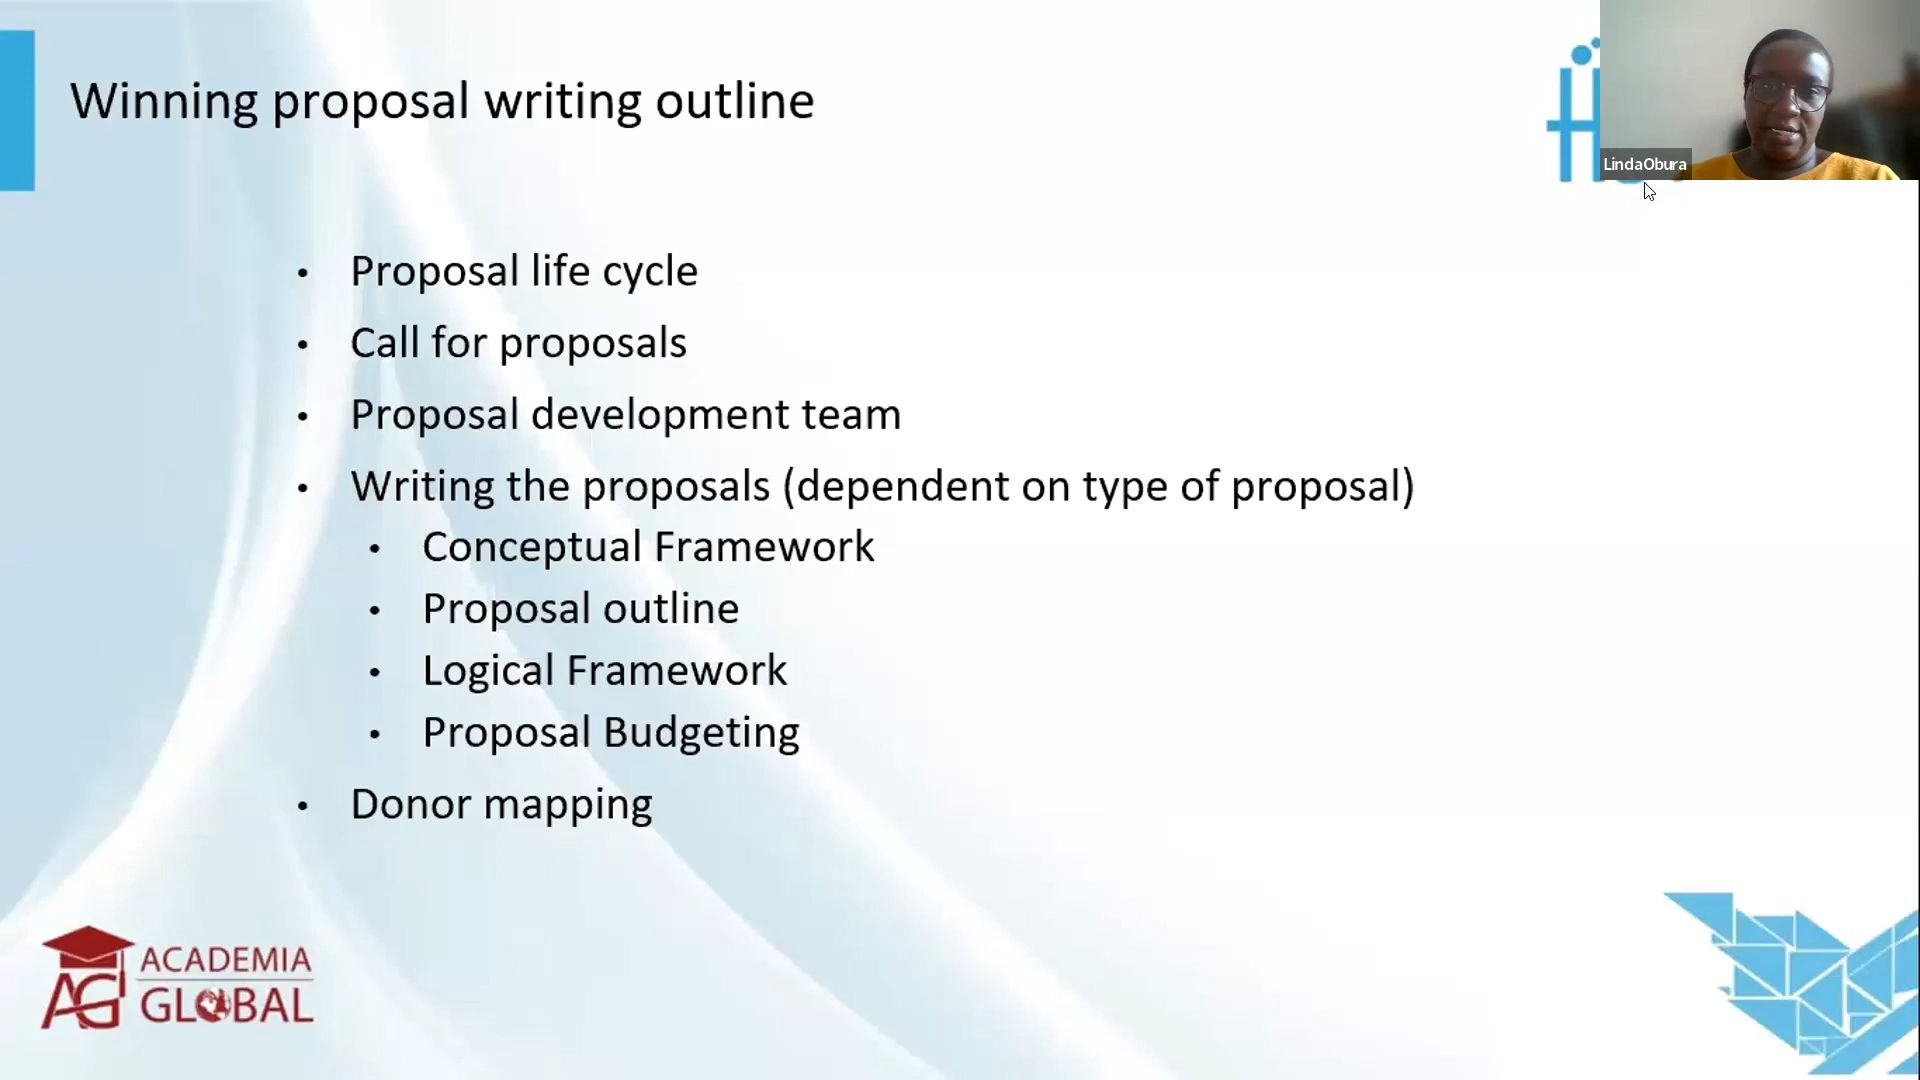 Winning proposal writing outline
LindaObura
• Proposal life cycle
• Call for proposals
• Proposal development team
• Writing the proposals (dependent on type of proposal)
• Conceptual Framework
• Proposal outline
• Logical Framework
• Proposal Budgeting
• Donor mapping
AG
ACADEMIA
GLOBAL